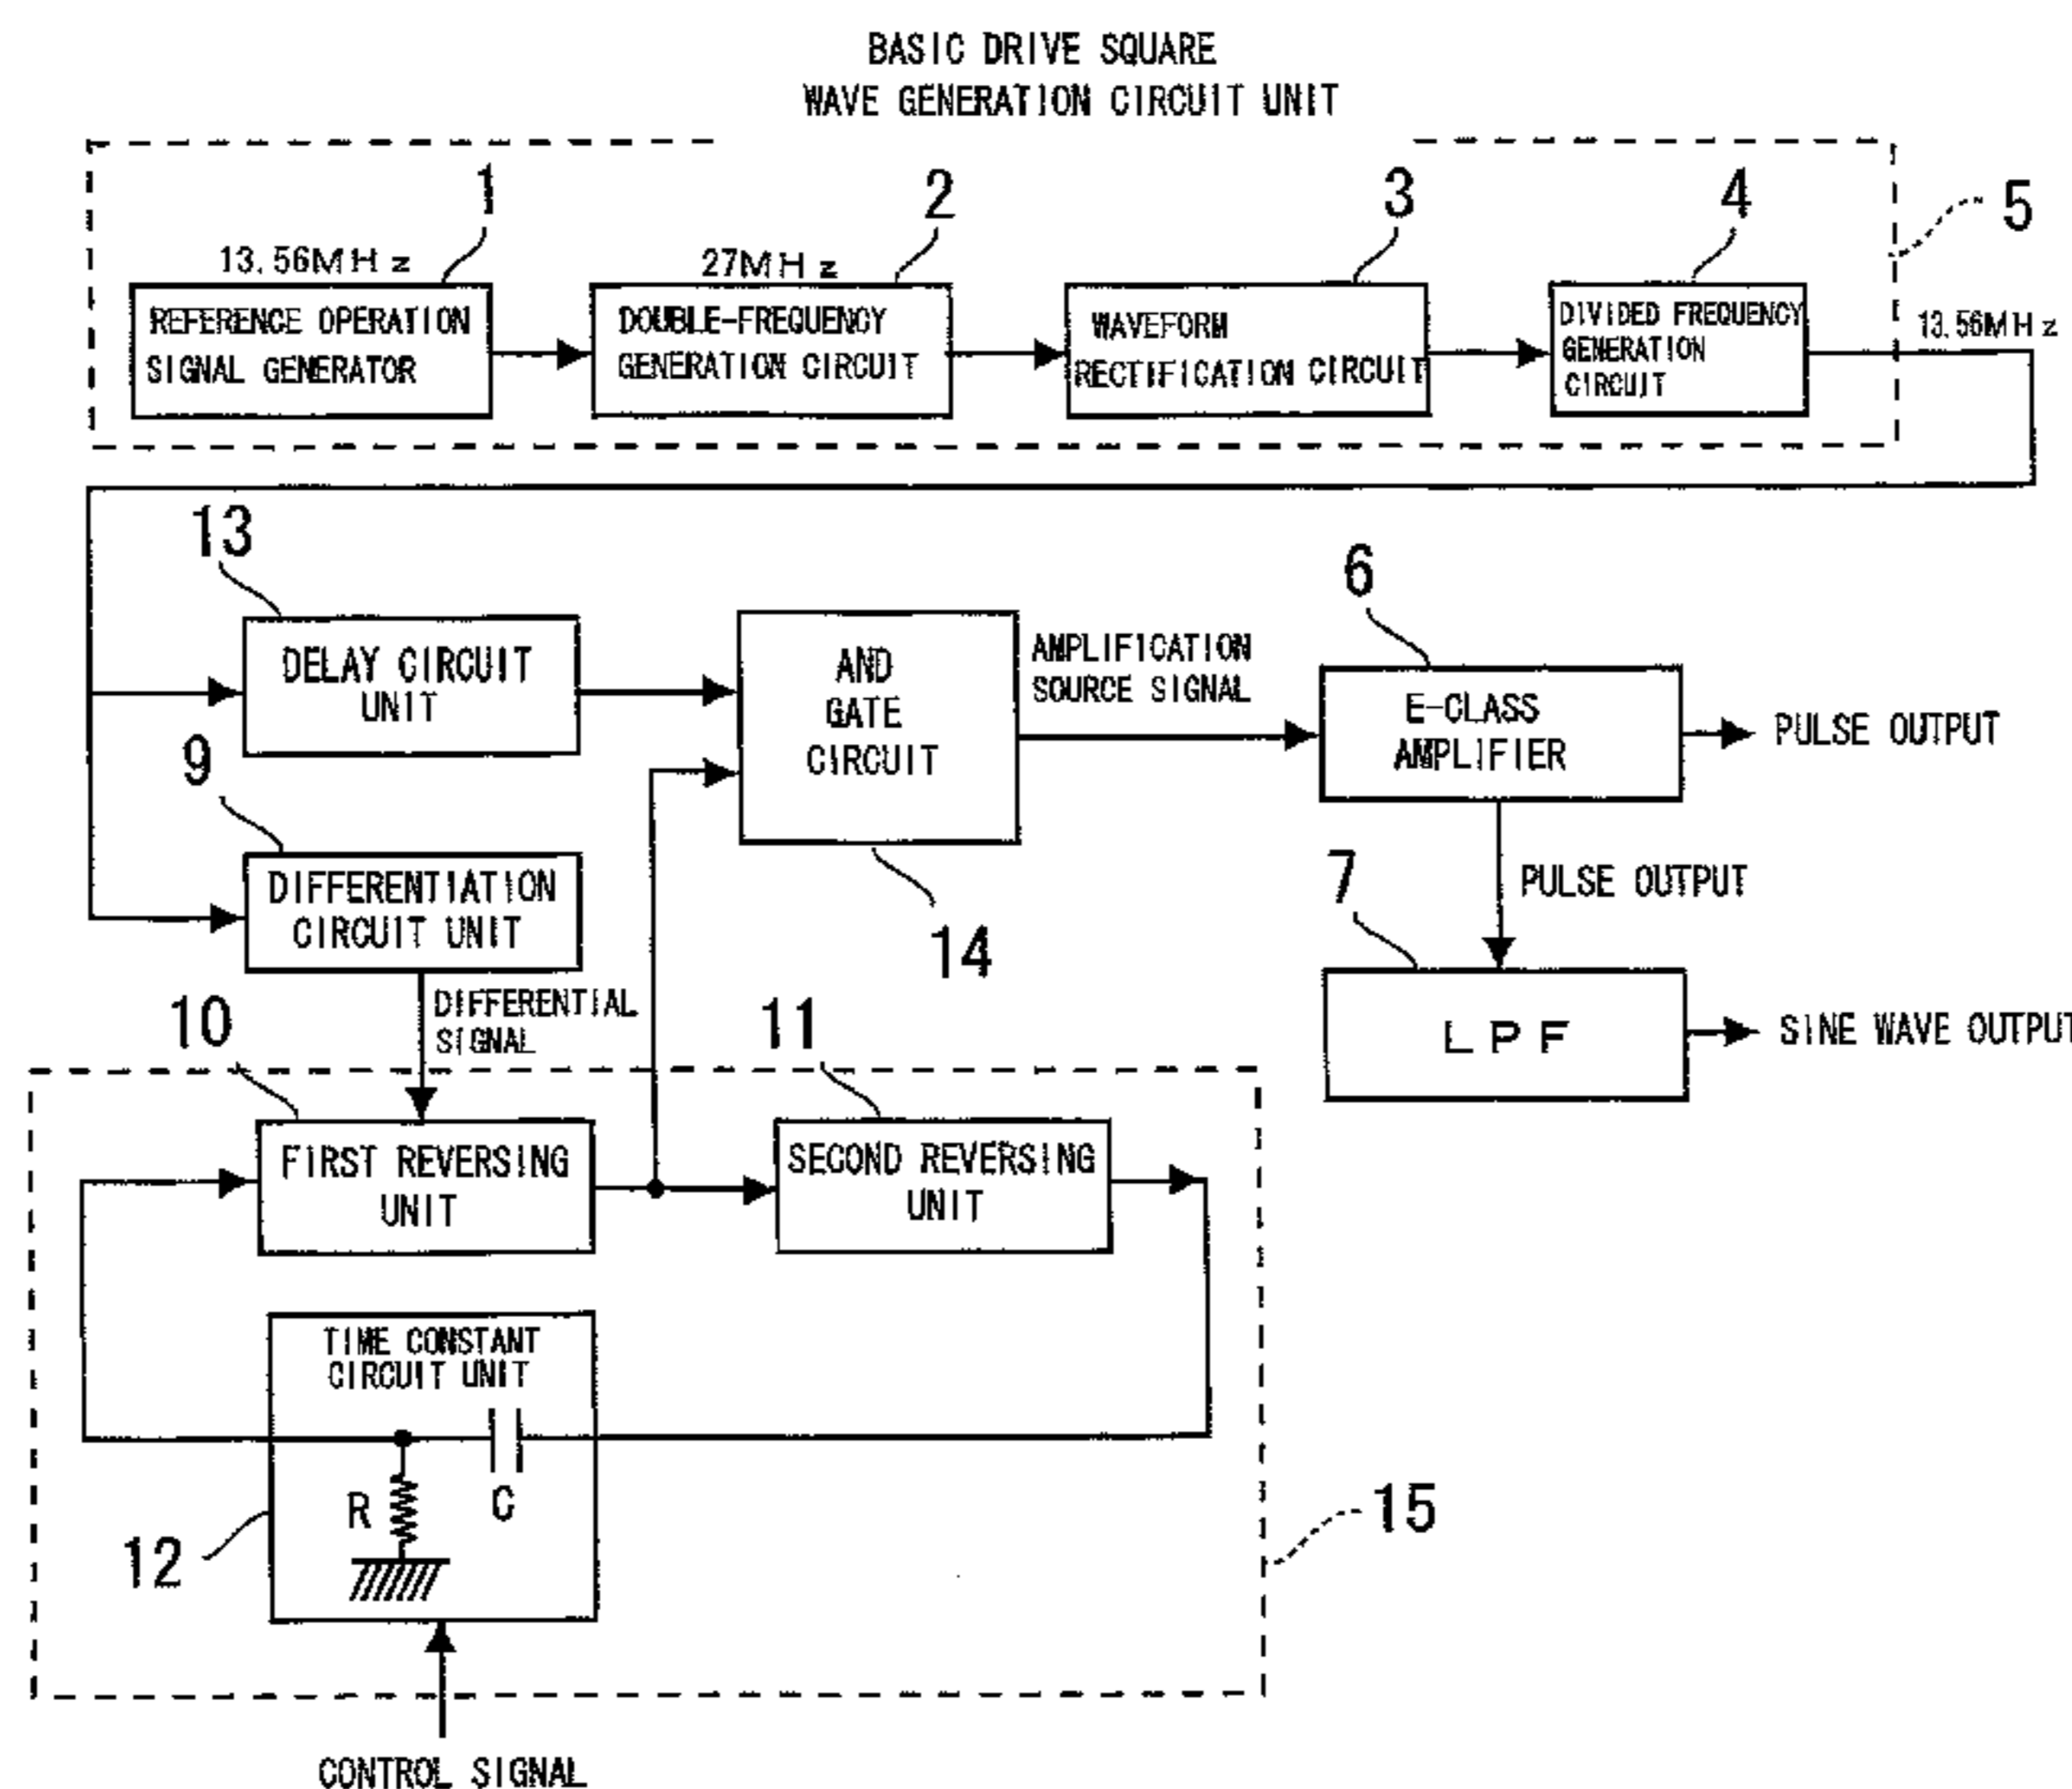 BASIC DRIVE SQUARE
WAVE GENERATION CIRCUIT UNIT
1
2
3
4
5
13.56MHz
27MHz
REFERENCE OPERATION
SIGNAL GENERATOR
DOUBLE-FREQUENCY
GENERATION CIRCUIT
WAVEFORM
RECTIFICATION CIRCUIT
DIVIDED FREQUENCY
GENERATION
CIRCUIT
13.56MHz
13
DELAY CIRCUIT
UNIT
AND
GATE
CIRCUIT
14
AMPLIFICATION
SOURCE SIGNAL
6
E-CLASS
AMPLIFIER
PULSE OUTPUT
9
DIFFERENTIATION
CIRCUIT UNIT
PULSE OUTPUT
7
LPF
SINE WAVE OUTPUT
DIFFERENTIAL
SIGNAL
10
FIRST REVERSING
UNIT
11
SECOND REVERSING
UNIT
TIME CONSTANT
CIRCUIT UNIT
R
C
12
15
CONTROL SIGNAL